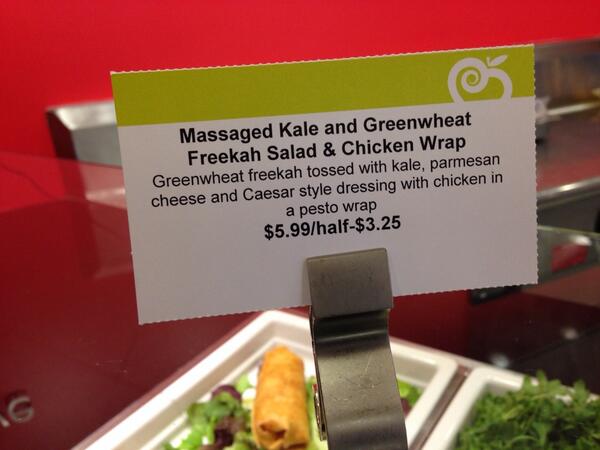 Massaged Kale and Greenwheat
Freekah Salad & Chicken Wrap
Greenwheat freekah tossed with kale, parmesan
cheese and Caesar style dressing with chicken in
a pesto wrap
$5.99/half-$3.25